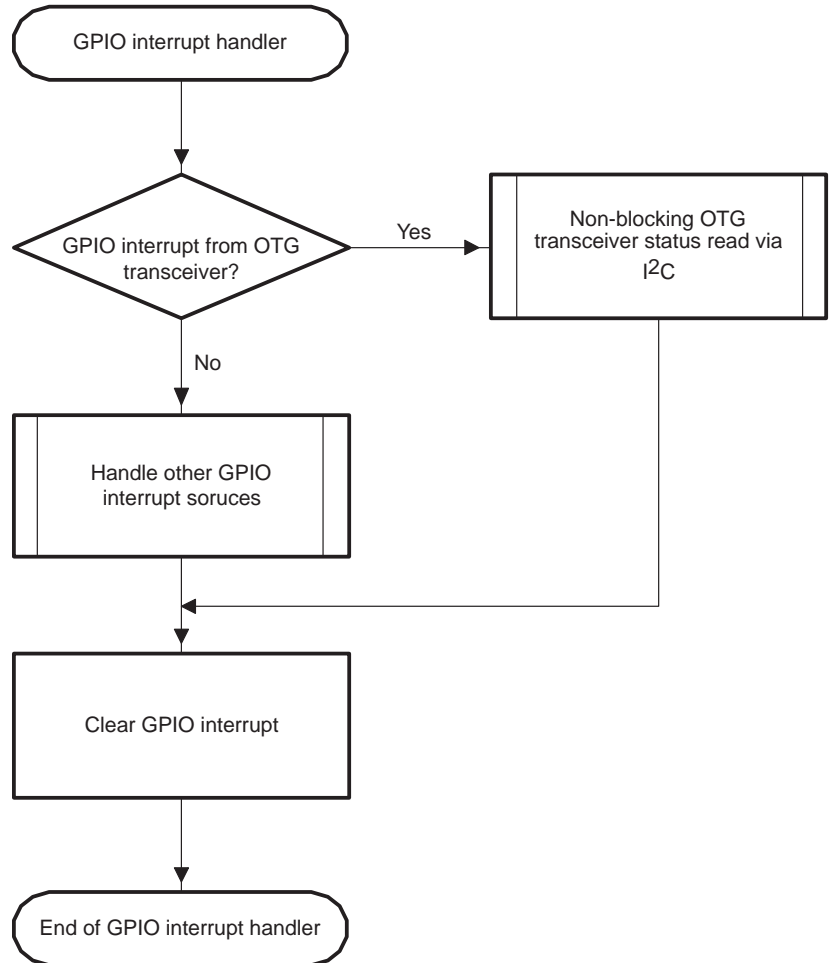 GPIO interrupt handler
GPIO interrupt from OTG
transceiver?
Yes
Non-blocking OTG
transceiver status read via
I2C
No
Handle other GPIO
interrupt soruces
Clear GPIO interrupt
End of GPIO interrupt handler